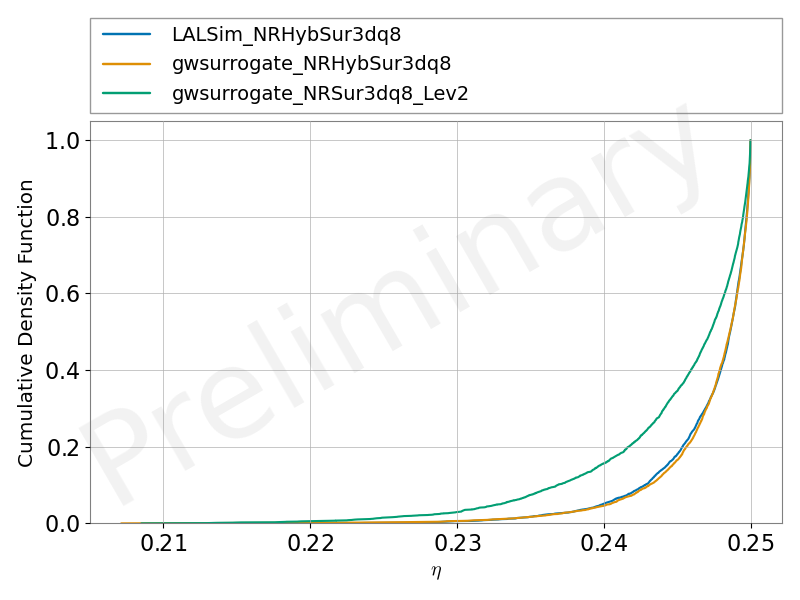 LALSim_NRHybSur3dq8
gwsurrogate_NRHybSur3dq8
gwsurrogate_NRSur3dq8_Lev2
Preliminary
Cumulative Density Function
1.0
0.8
0.6
0.4
0.2
0.0
0.21 0.22 0.23 0.24 0.25
η